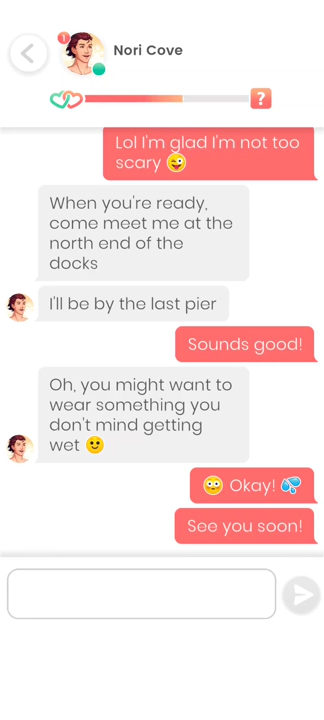 1
Nori Cove
?
Lol I'm glad I'm not too
scary 😜
When you're ready,
come meet me at the
north end of the
docks
I'll be by the last pier
Sounds good!
Oh, you might want to
wear something you
don't mind getting
wet 🙂
😳 Okay! 💦
See you soon!